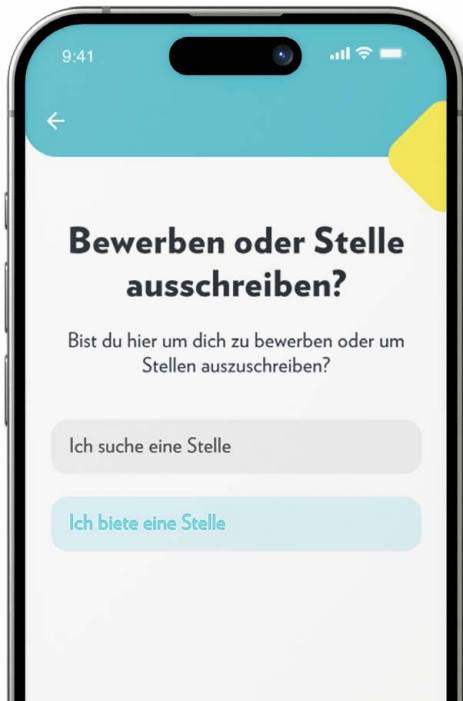 9:41
Bewerben oder Stelle
ausschreiben?
Bist du hier um dich zu bewerben oder um
Stellen auszuschreiben?
Ich suche eine Stelle
Ich biete eine Stelle